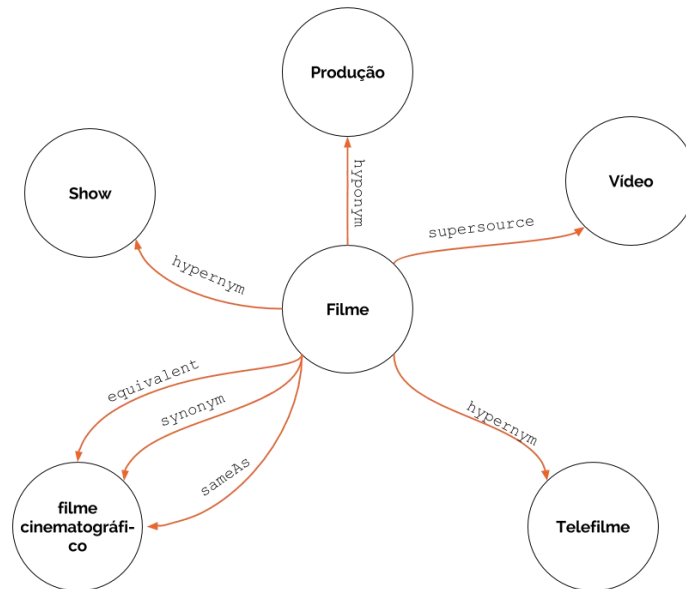 Produção
Show
Vídeo
hyponym
supersource
hypernym
Filme
equivalent
synonym
sameAs
hypernym
filme
cinematográfi-
co
Telefilme